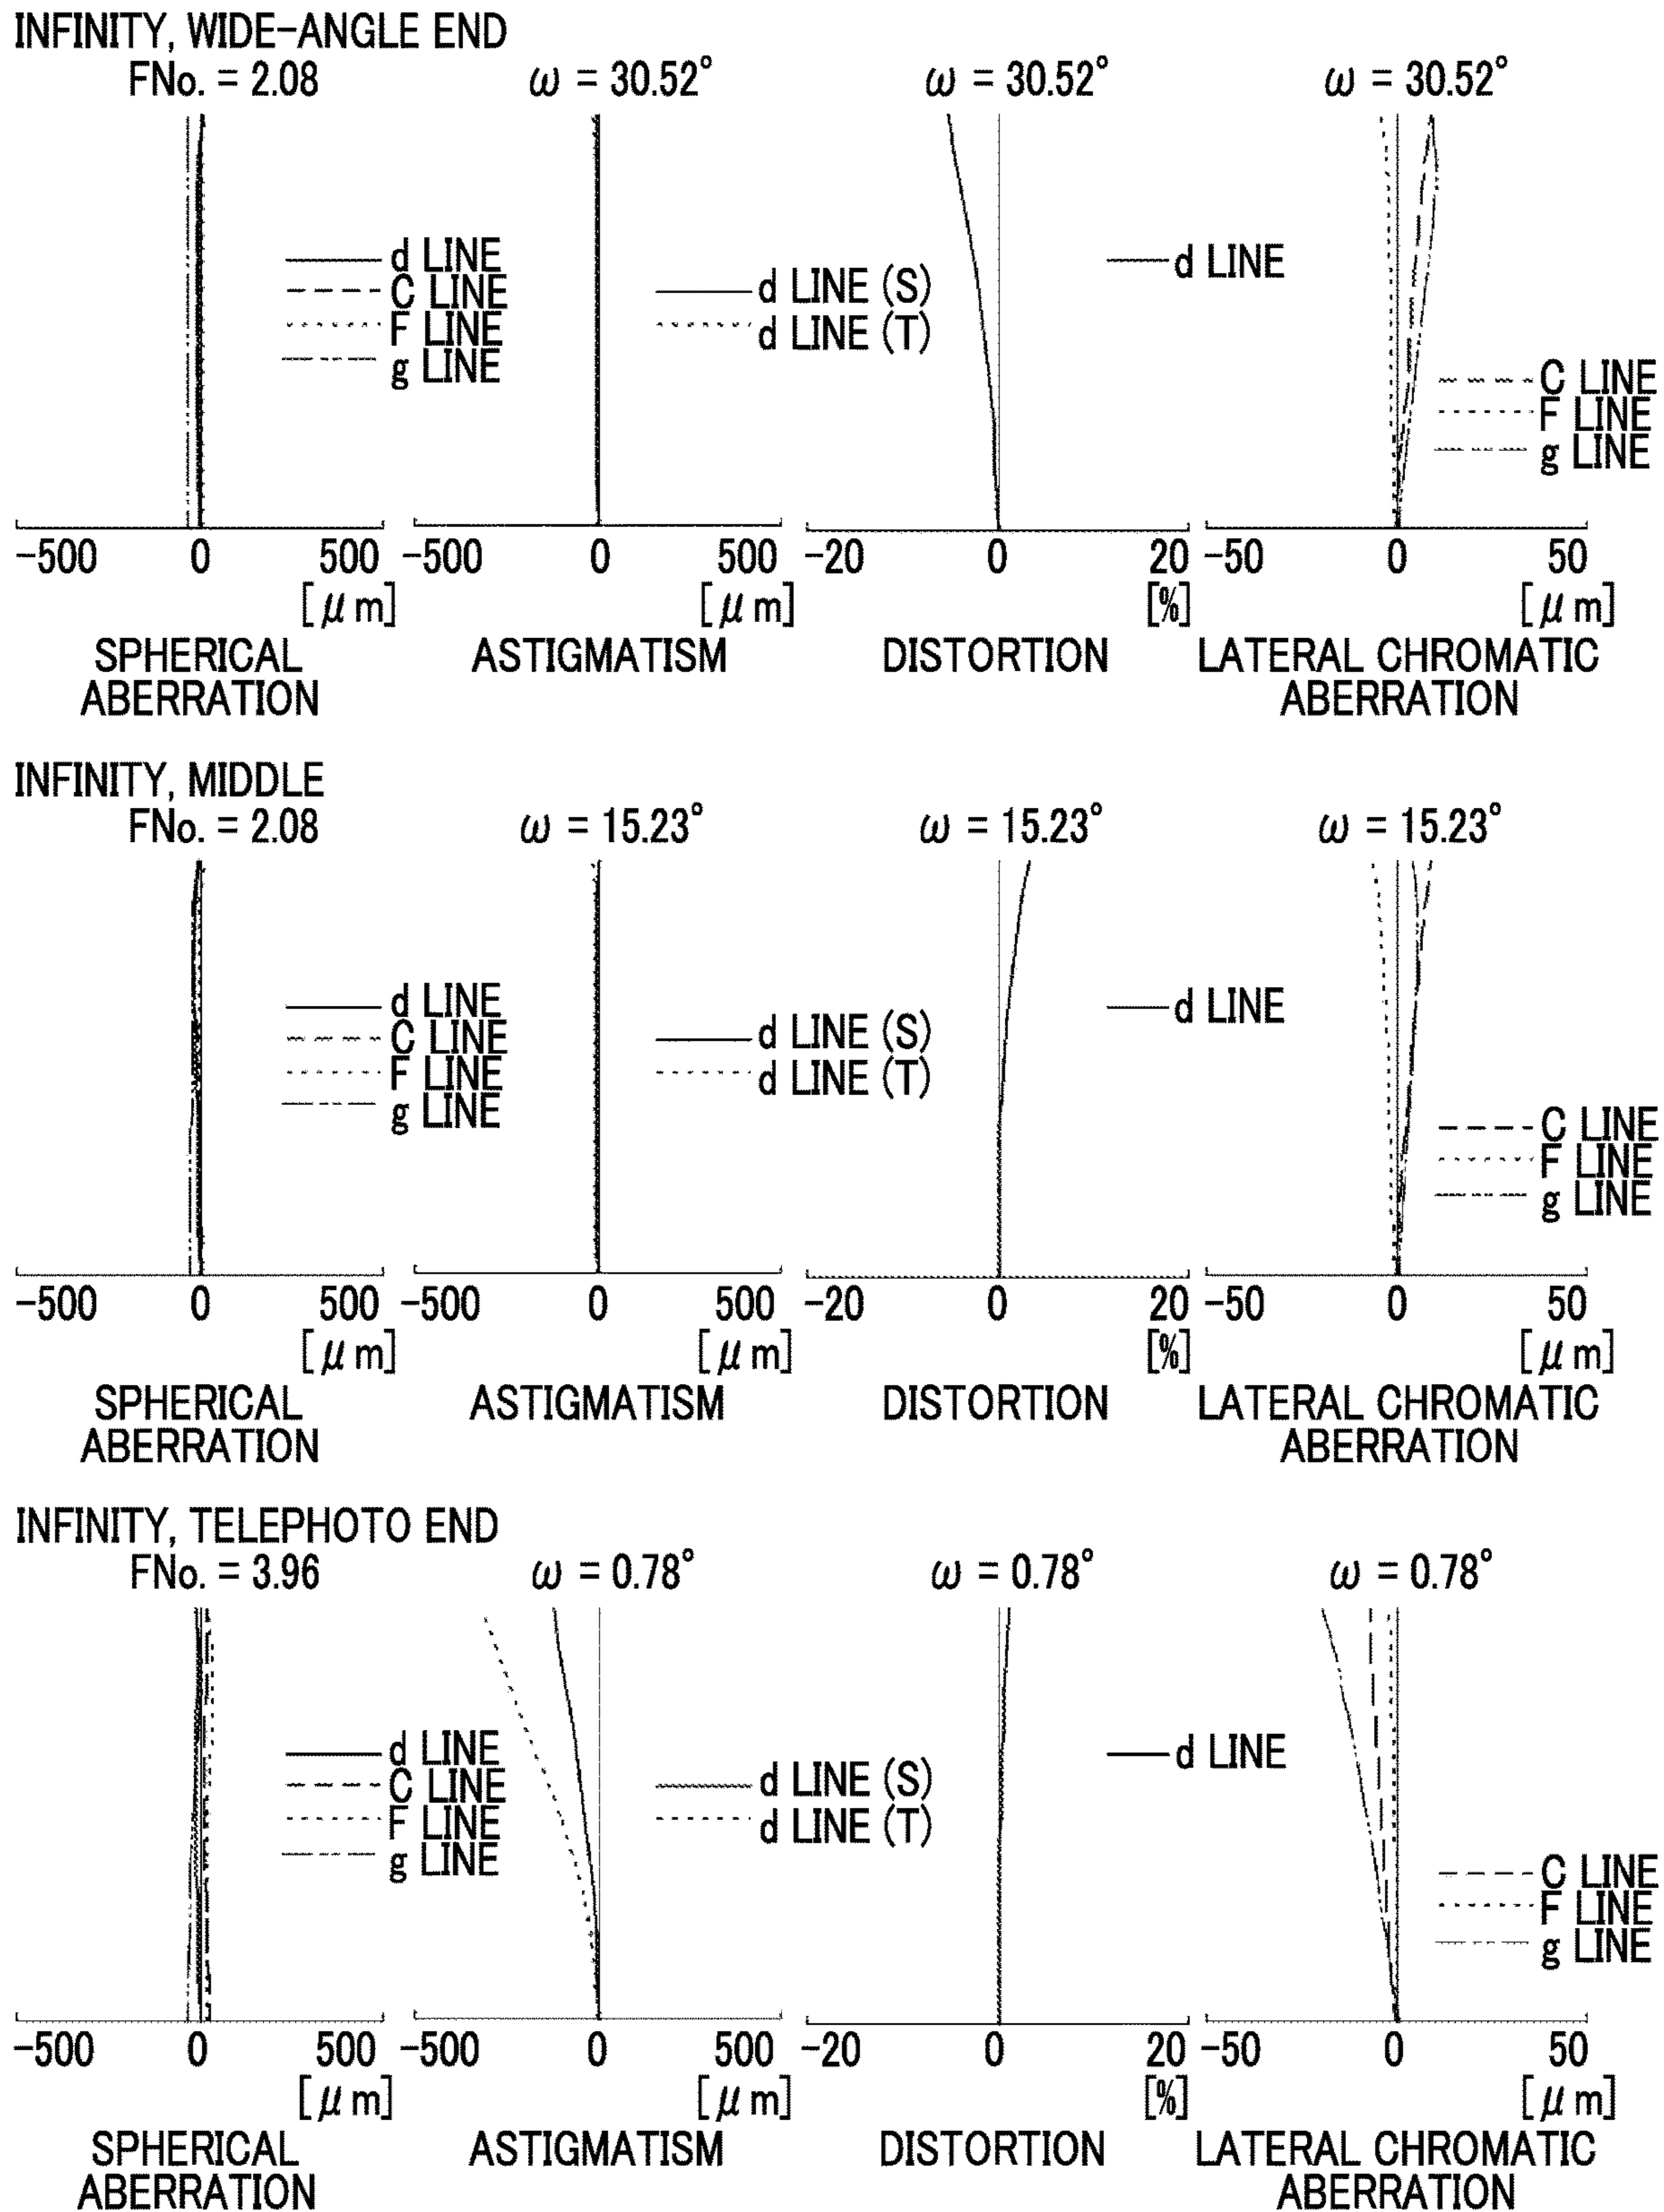 INFINITY, WIDE-ANGLE END
FNo. = 2.08
ω = 30.52°
ω = 30.52°
ω = 30.52°
d LINE
C LINE
F LINE
g LINE
d LINE (S)
d LINE (T)
d LINE
C LINE
F LINE
g LINE
-500 0 500
[μm]
-500 0 500
[μm]
-20 0 20
[%]
-50 0 50
[μm]
SPHERICAL
ABERRATION
ASTIGMATISM
DISTORTION
LATERAL CHROMATIC
ABERRATION
INFINITY, MIDDLE
FNo. = 2.08
ω = 15.23°
ω = 15.23°
ω = 15.23°
d LINE
C LINE
F LINE
g LINE
d LINE (S)
d LINE (T)
d LINE
C LINE
F LINE
g LINE
-500 0 500
[μm]
-500 0 500
[μm]
-20 0 20
[%]
-50 0 50
[μm]
SPHERICAL
ABERRATION
ASTIGMATISM
DISTORTION
LATERAL CHROMATIC
ABERRATION
INFINITY, TELEPHOTO END
FNo. = 3.96
ω = 0.78°
ω = 0.78°
ω = 0.78°
d LINE
C LINE
F LINE
g LINE
d LINE (S)
d LINE (T)
d LINE
C LINE
F LINE
g LINE
-500 0 500
[μm]
-500 0 500
[μm]
-20 0 20
[%]
-50 0 50
[μm]
SPHERICAL
ABERRATION
ASTIGMATISM
DISTORTION
LATERAL CHROMATIC
ABERRATION